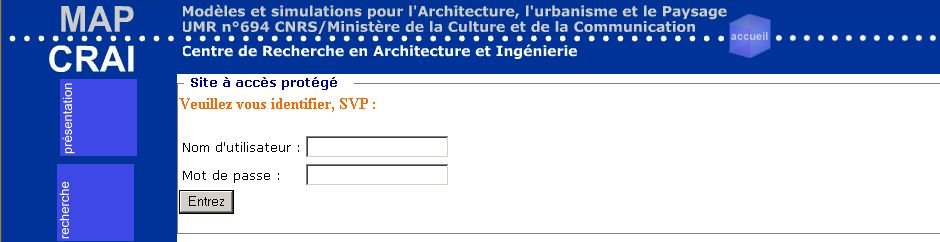 MAP
CRAI
Modèles et simulations pour l'Architecture, l'urbanisme et le Paysage
UMR n°694 CNRS/Ministère de la Culture et de la Communication
Centre de Recherche en Architecture et Ingénierie
accueil
présentation
recherche
Site à accès protégé
Veuillez vous identifier, SVP :
Nom d'utilisateur :
Mot de passe :
Entrez